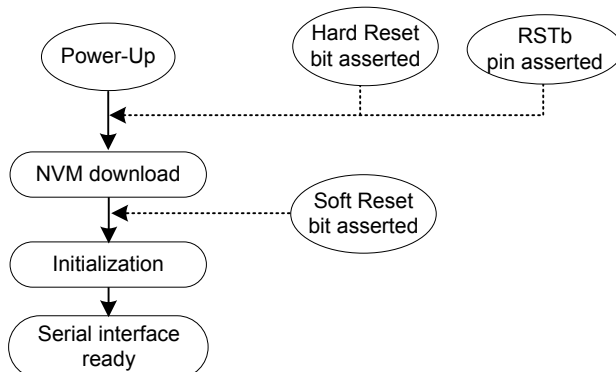 Power-Up
Hard Reset
bit asserted
RSTb
pin asserted
NVM download
Soft Reset
bit asserted
Initialization
Serial interface
ready